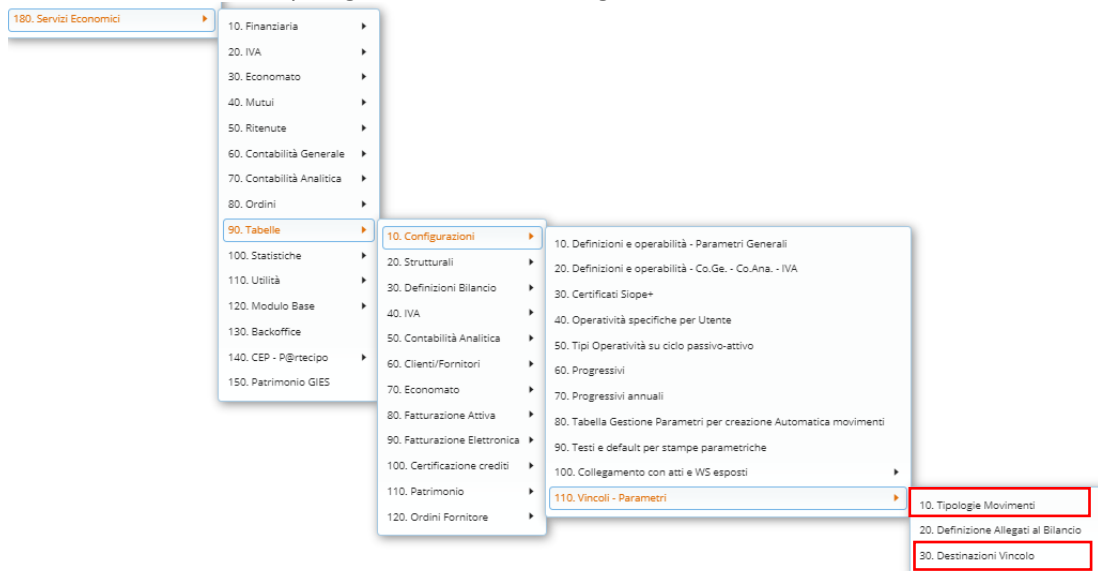 180. Servizi Economici
10. Finanziaria
20. IVA
30. Economato
40. Mutui
50. Ritenute
60. Contabilità Generale
70. Contabilità Analitica
80. Ordini
90. Tabelle
100. Statistiche
110. Utilità
120. Modulo Base
130. Backoffice
140. CEP - P@rtecipo
150. Patrimonio GIES
10. Configurazioni
20. Strutturali
30. Definizioni Bilancio
40. IVA
50. Contabilità Analitica
60. Clienti/Fornitori
70. Economato
80. Fatturazione Attiva
90. Fatturazione Elettronica
100. Certificazione crediti
110. Patrimonio
120. Ordini Fornitore
10. Definizioni e operabilità - Parametri Generali
20. Definizioni e operabilità - Co.Ge. - Co.Ana. - IVA
30. Certificati Siope+
40. Operatività specifiche per Utente
50. Tipi Operatività su ciclo passivo-attivo
60. Progressivi
70. Progressivi annuali
80. Tabella Gestione Parametri per creazione Automatica movimenti
90. Testi e default per stampe parametriche
100. Collegamento con atti e WS esposti
110. Vincoli - Parametri
10. Tipologie Movimenti
20. Definizione Allegati al Bilancio
30. Destinazioni Vincolo